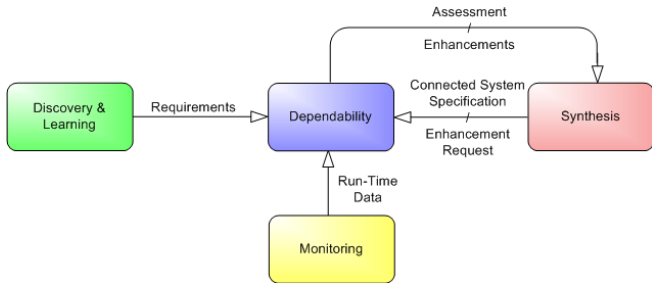 Assessment
Enhancements
Discovery &
Learning
Requirements
Dependability
Connected System
Specification
Enhancement
Request
Synthesis
Run-Time
Data
Monitoring